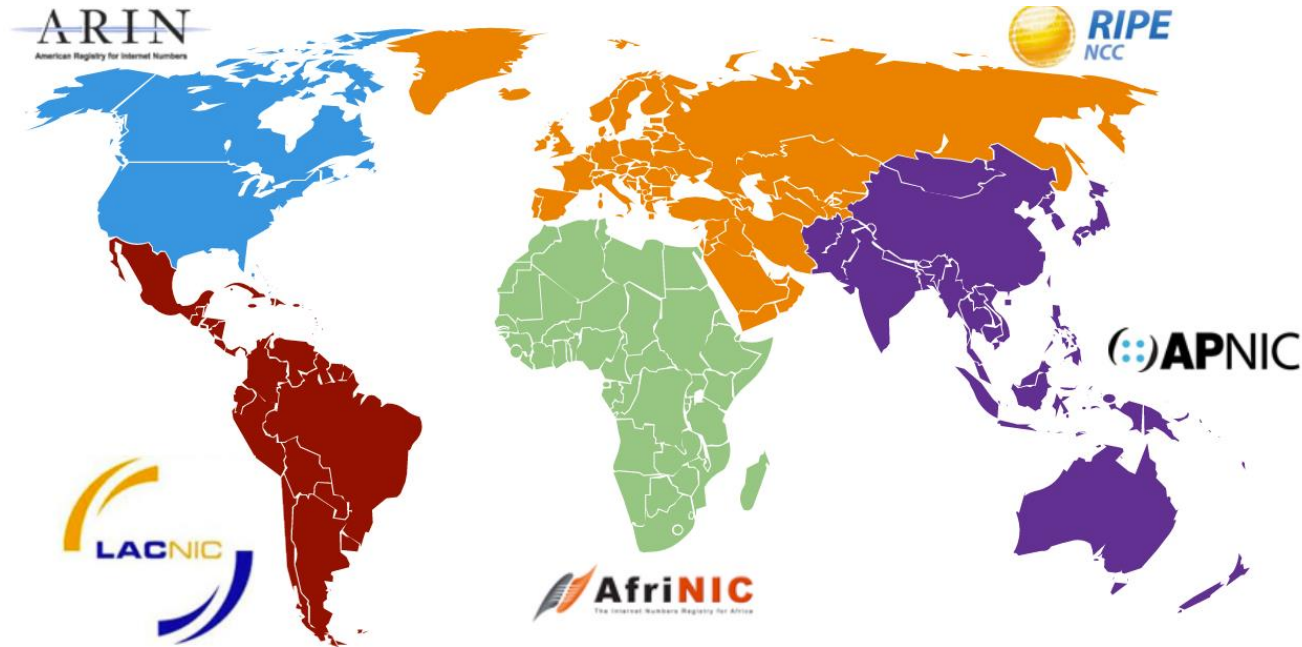 ARIN
American Registry for Internet Numbers
RIPE
NCC
APNIC
LACNIC
AfriNIC
The Internet Numbers Registry for Africa